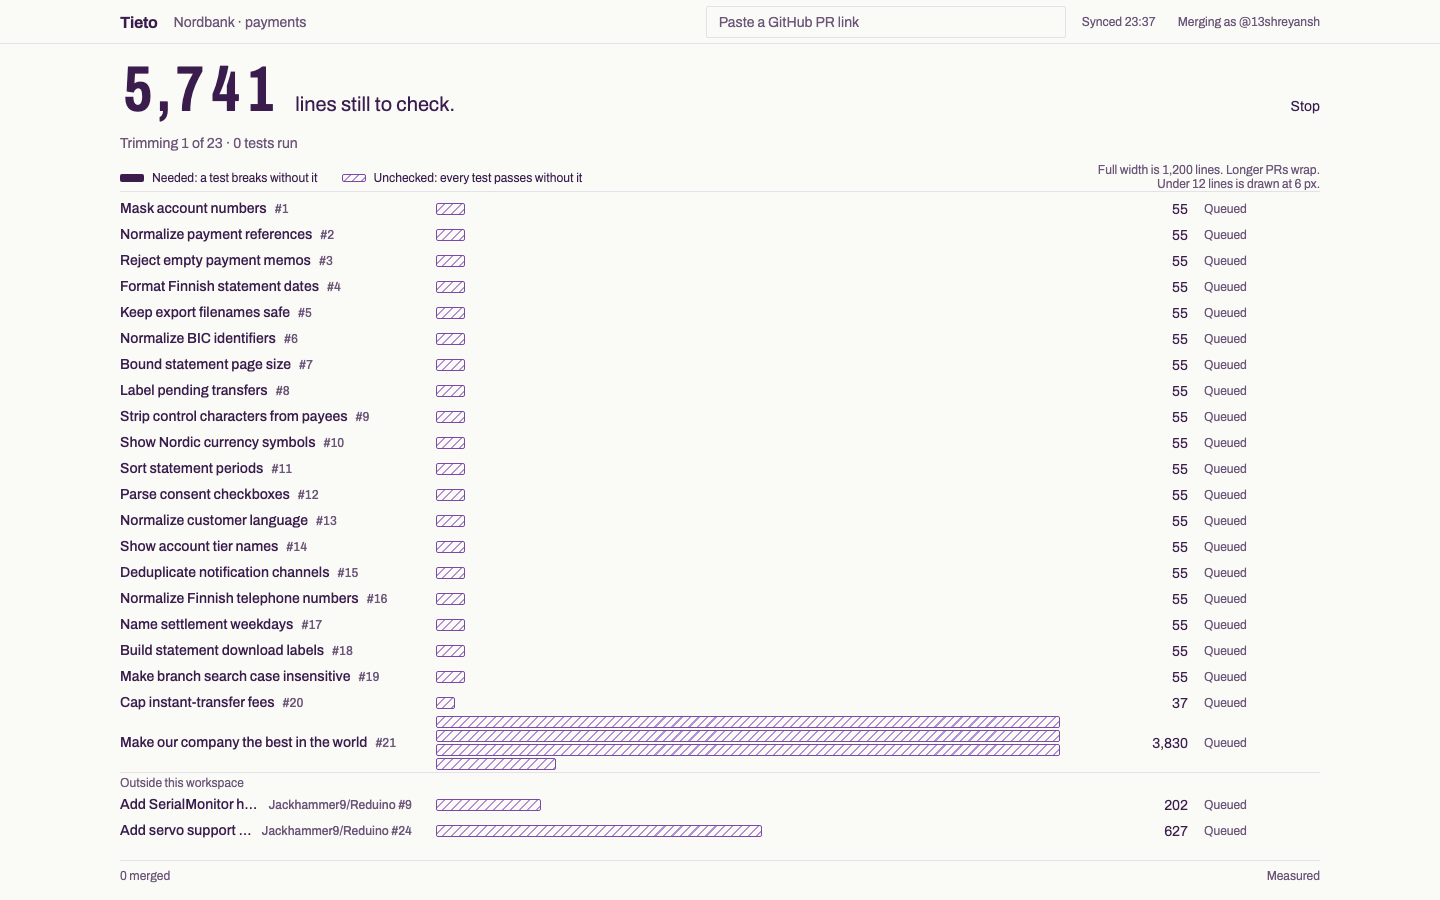 Tieto Nordbank · payments Paste a GitHub PR link Synced 23:37 Merging as @13shreyansh
5,741 lines still to check. Stop
Trimming 1 of 23 · 0 tests run
Needed: a test breaks without it Unchecked: every test passes without it
Full width is 1,200 lines. Longer PRs wrap.
Under 12 lines is drawn at 6 px.
Mask account numbers #1 55 Queued
Normalize payment references #2 55 Queued
Reject empty payment memos #3 55 Queued
Format Finnish statement dates #4 55 Queued
Keep export filenames safe #5 55 Queued
Normalize BIC identifiers #6 55 Queued
Bound statement page size #7 55 Queued
Label pending transfers #8 55 Queued
Strip control characters from payees #9 55 Queued
Show Nordic currency symbols #10 55 Queued
Sort statement periods #11 55 Queued
Parse consent checkboxes #12 55 Queued
Normalize customer language #13 55 Queued
Show account tier names #14 55 Queued
Deduplicate notification channels #15 55 Queued
Normalize Finnish telephone numbers #16 55 Queued
Name settlement weekdays #17 55 Queued
Build statement download labels #18 55 Queued
Make branch search case insensitive #19 55 Queued
Cap instant-transfer fees #20 37 Queued
Make our company the best in the world #21 3,830 Queued
Outside this workspace
Add SerialMonitor h... Jackhammer9/Reduino #9 202 Queued
Add servo support ... Jackhammer9/Reduino #24 627 Queued
0 merged Measured